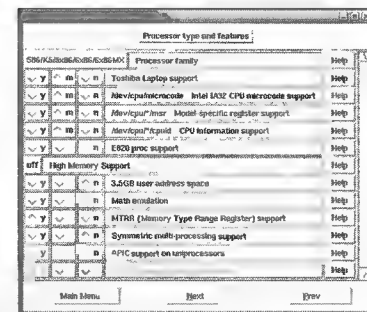 Processor type and features
586/K5/5x86/6x86/6x86MX Processor family Help
y m n Toshiba Laptop support Help
y m n /dev/cpu/microcode - Intel IA32 CPU microcode support Help
y m n /dev/cpu/*/msr - Model-specific register support Help
y m n /dev/cpu/*/cpuid - CPU information support Help
y n E820 proc support Help
off High Memory Support Help
y n 3.5GB user address space Help
y n Math emulation Help
y n MTRR (Memory Type Range Register) support Help
y n Symmetric multi-processing support Help
y n APIC support on uniprocessors Help
Help
Main Menu Next Prev